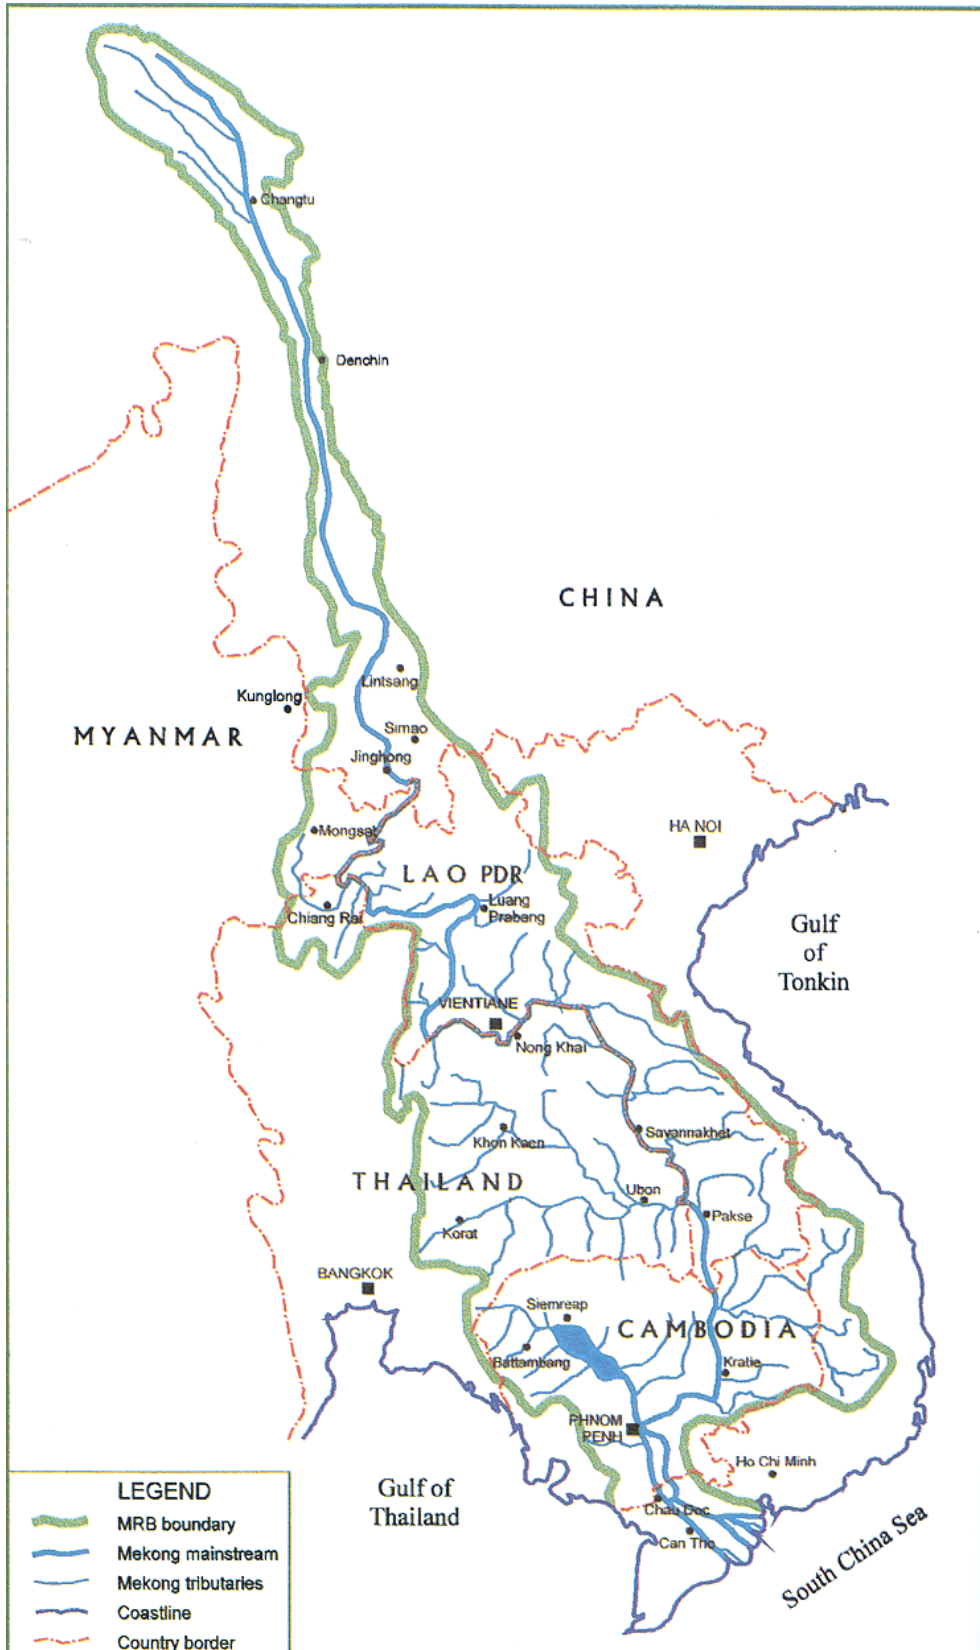 Changtu
Denchin
CHINA
Lintsang
Kunglong
MYANMAR
Simao
Jinghong
Mongsat
HA NOI
LAO PDR
Luang
Prabang
Chiang Rai
Gulf
of
Tonkin
VIENTIANE
Nong Khai
Khon Kaen
Savannakhet
THAILAND
Ubon
Pakse
Korat
BANGKOK
Siemreap
CAMBODIA
Battambang
Kratie
PHNOM
PENH
Ho Chi Minh
Gulf of
Thailand
Chau Doc
Can Tho
South China Sea
LEGEND
MRB boundary
Mekong mainstream
Mekong tributaries
Coastline
Country border